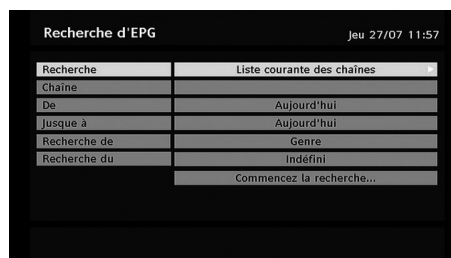 Recherche d'EPG
Jeu 27/07 11:57
Recherche Liste courante des chaînes
Chaîne
De Aujourd'hui
Jusque à Aujourd'hui
Recherche de Genre
Recherche du Indéfini
Commencez la recherche...